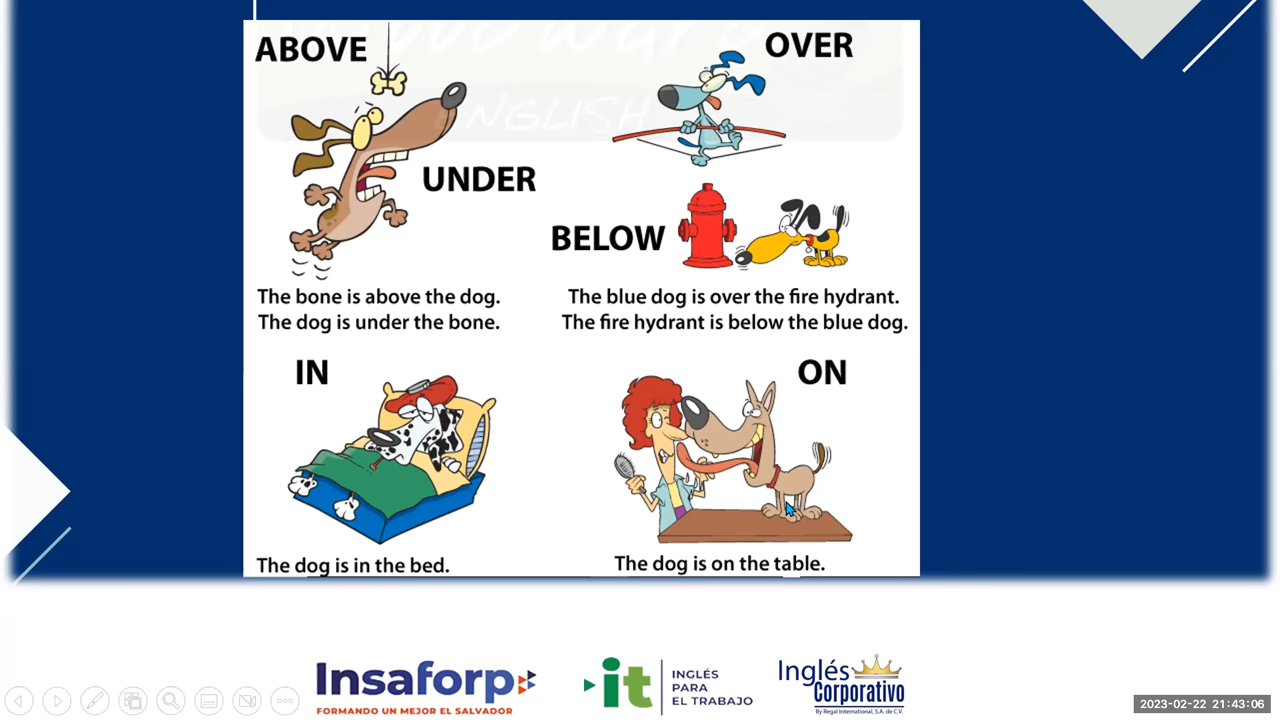 ABOVE
OVER
ENGLISH
UNDER
BELOW
The bone is above the dog.
The dog is under the bone.
The blue dog is over the fire hydrant.
The fire hydrant is below the blue dog.
IN
ON
The dog is in the bed.
The dog is on the table.
Insaforp
FORMANDO UN MEJOR EL SALVADOR
it
INGLÉS
PARA
EL TRABAJO
Inglés
Corporativo
By Regal International, S.A. de C.V.
2023-02-22 21:43:06